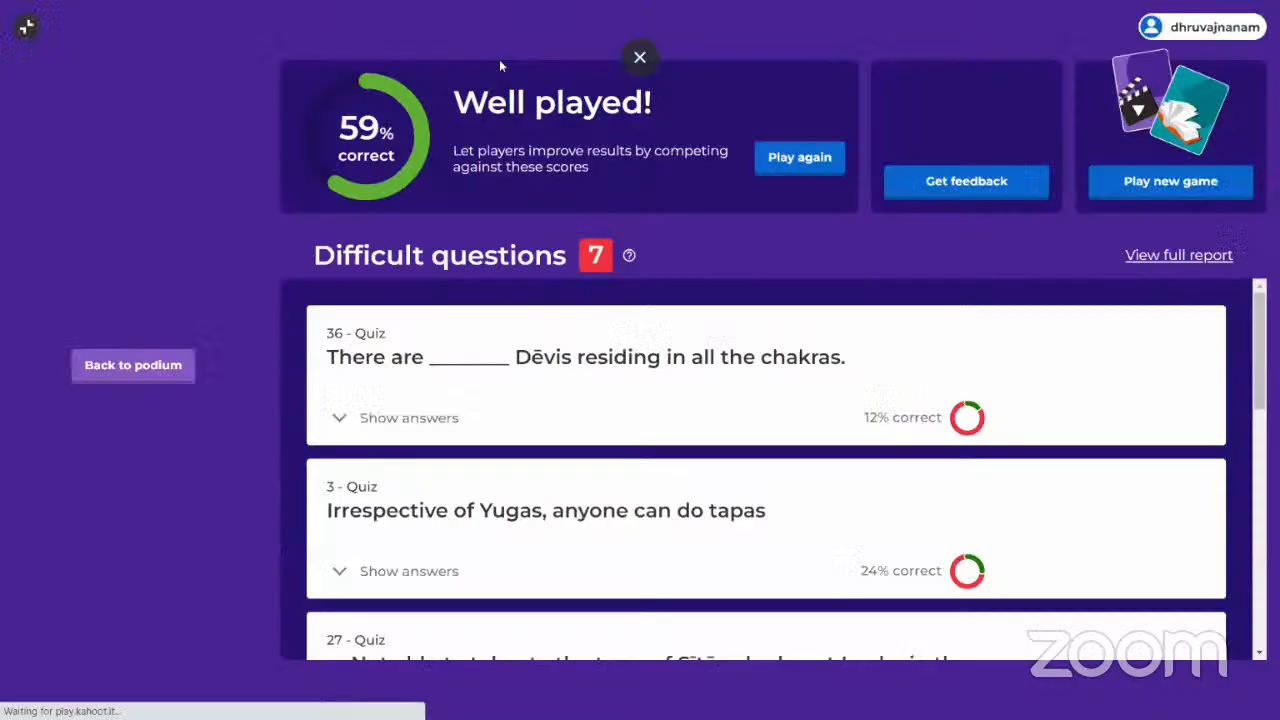 dhruvajnanam
59%
correct
Well played!
Let players improve results by competing
against these scores
Play again
Get feedback
Play new game
Difficult questions 7
View full report
36 - Quiz
There are ________ Dēvis residing in all the chakras.
Show answers
12% correct
Back to podium
3 - Quiz
Irrespective of Yugas, anyone can do tapas
Show answers
24% correct
27 - Quiz
zoom
Waiting for play.kahoot.it...